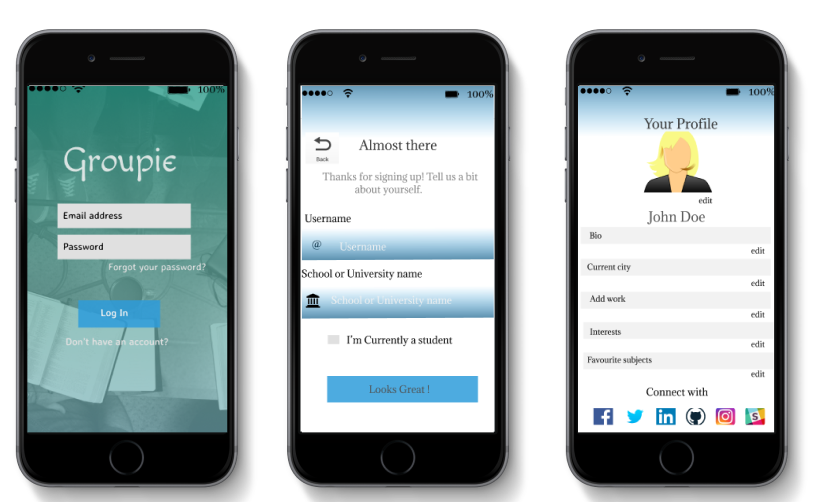 100%
Groupie
Email address
Password
Forgot your password?
Log In
Don't have an account?
100%
Back
Almost there
Thanks for signing up! Tell us a bit
about yourself.
Username
@ Username
School or University name
School or University name
I'm Currently a student
Looks Great !
100%
Your Profile
edit
John Doe
Bio
edit
Current city
edit
Add work
edit
Interests
edit
Favourite subjects
edit
Connect with
f in S